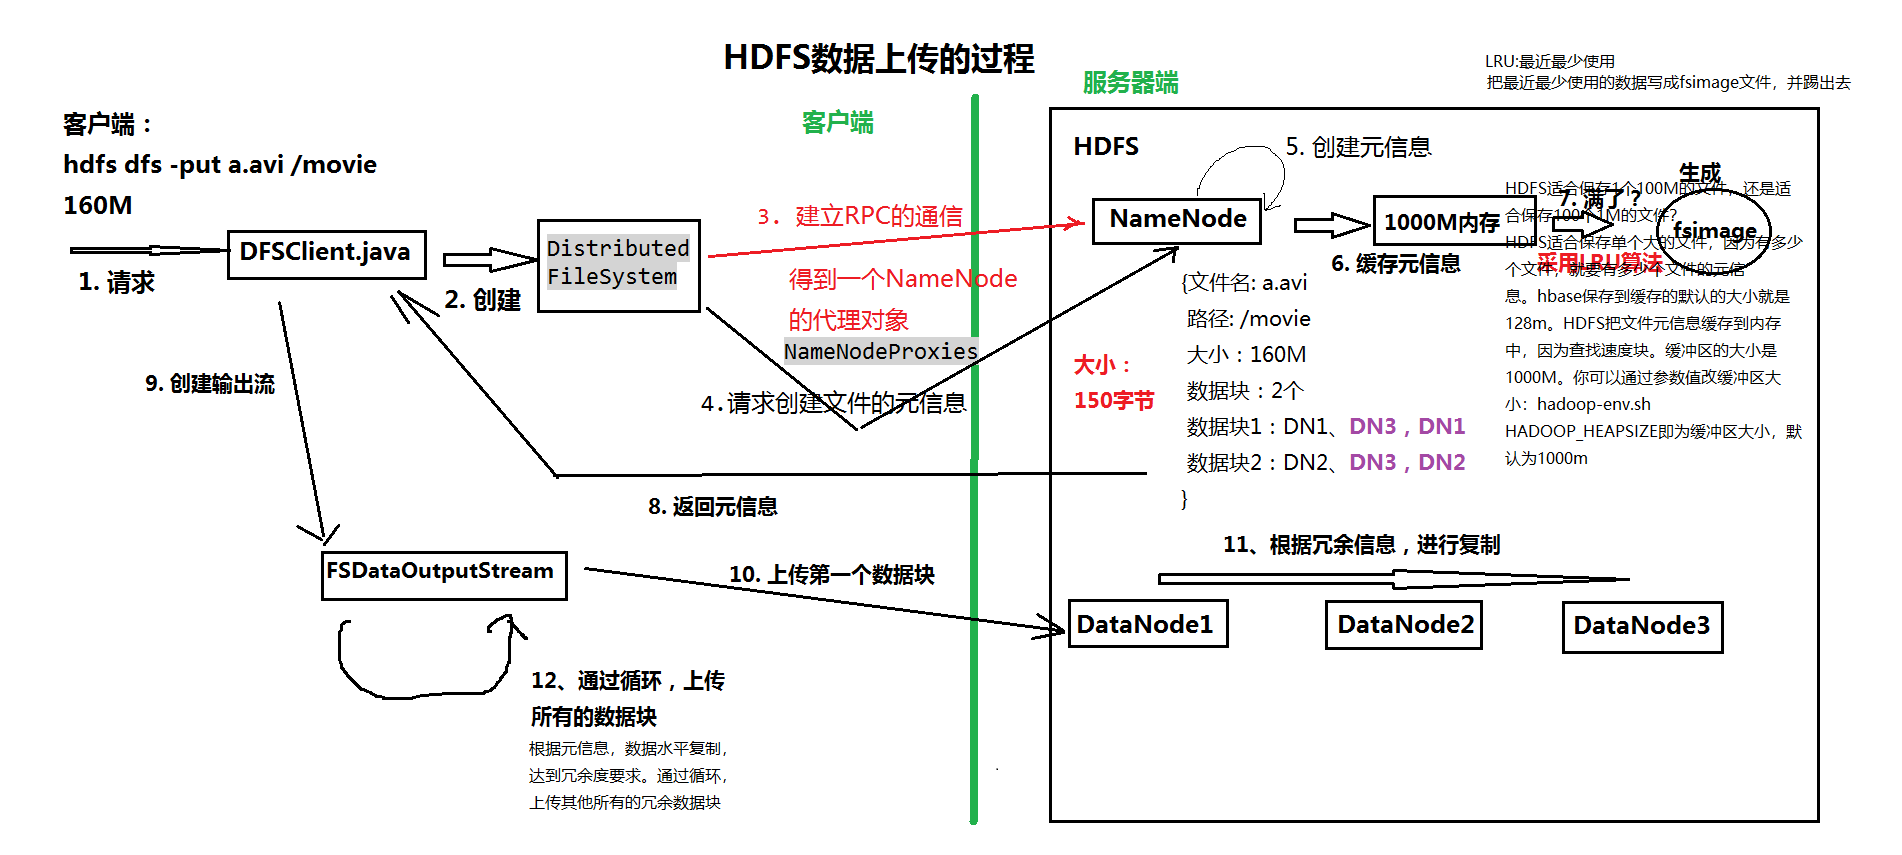 HDFS数据上传的过程
LRU:最近最少使用
把最近最少使用的数据写成fsimage文件，并踢出去
服务器端
客户端
客户端：
hdfs dfs -put a.avi /movie
160M
1. 请求
DFSClient.java
2. 创建
Distributed
FileSystem
3. 建立RPC的通信
得到一个NameNode
的代理对象
NameNodeProxies
4.请求创建文件的元信息
HDFS
NameNode
5. 创建元信息
6. 缓存元信息
1000M内存
7. 满了？
采用LRU算法
生成
fsimage
HDFS适合保存1个100M的文件，还是适
合保存100个1M的文件?
HDFS适合保存单个大的文件，因为有多少
个文件，就要有多少个文件的元信
息。hbase保存到缓存的默认的大小就是
128m。HDFS把文件元信息缓存到内存
中，因为查找速度块。缓冲区的大小是
1000M。你可以通过参数值改缓冲区大
小：hadoop-env.sh
HADOOP_HEAPSIZE即为缓冲区大小，默
认为1000m
大小：
150字节
{文件名: a.avi
路径: /movie
大小：160M
数据块：2个
数据块1：DN1、DN3，DN1
数据块2：DN2、DN3，DN2
}
8. 返回元信息
9. 创建输出流
FSDataOutputStream
10. 上传第一个数据块
11、根据冗余信息，进行复制
DataNode1
DataNode2
DataNode3
12、通过循环，上传
所有的数据块
根据元信息，数据水平复制，
达到冗余度要求。通过循环，
上传其他所有的冗余数据块